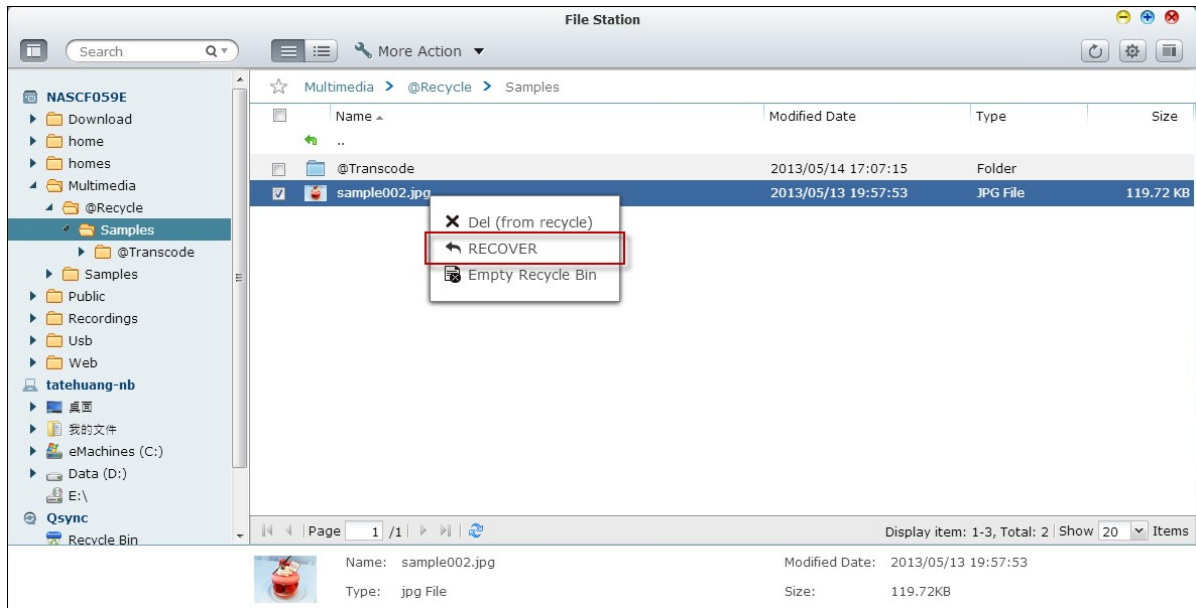 File Station
Search
More Action
NASCF059E
Download
home
homes
Multimedia
@Recycle
Samples
@Transcode
Samples
Public
Recordings
Usb
Web
tatehuang-nb
桌面
我的文件
eMachines (C:)
Data (D:)
E:\
Qsync
Recycle Bin
Multimedia > @Recycle > Samples
Name Modified Date Type Size
..
@Transcode 2013/05/14 17:07:15 Folder
sample002.jpg 2013/05/13 19:57:53 JPG File 119.72 KB
Del (from recycle)
RECOVER
Empty Recycle Bin
Page 1 /1 Display item: 1-3, Total: 2 Show 20 Items
Name: sample002.jpg Modified Date: 2013/05/13 19:57:53
Type: jpg File Size: 119.72KB